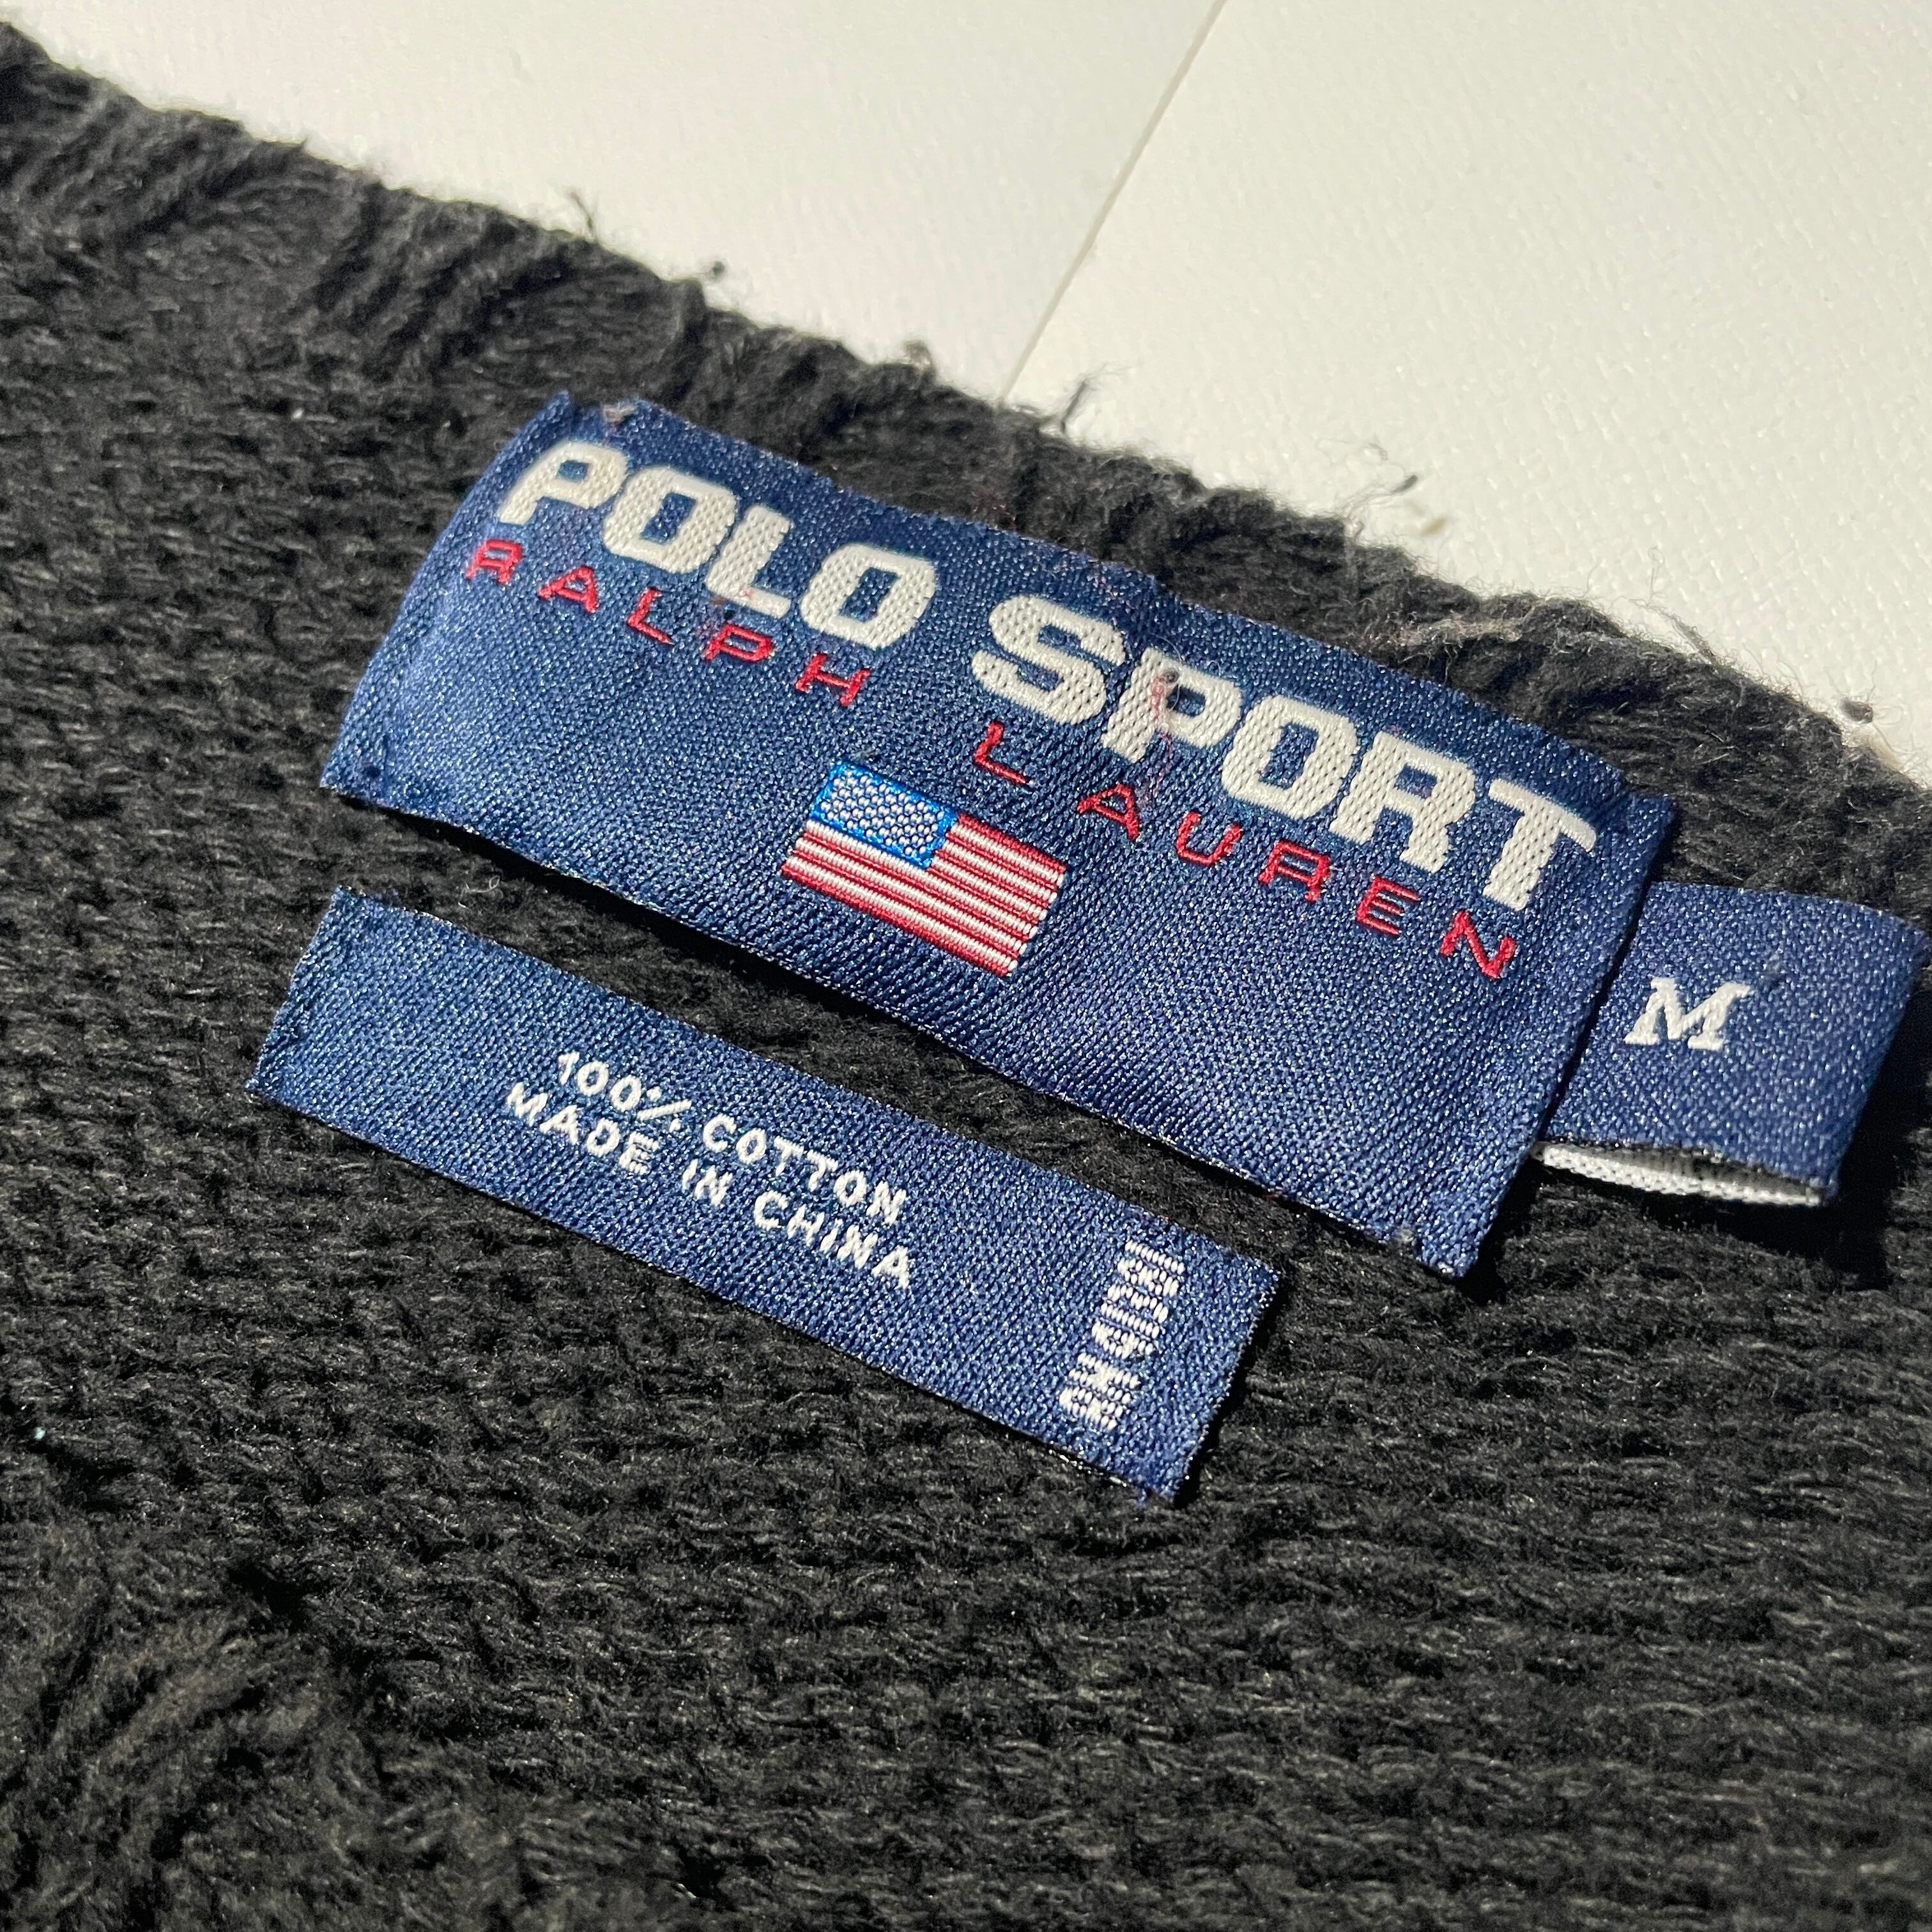 POLO SPORT
RALPH LAUREN
M
100% COTTON
MADE IN CHINA